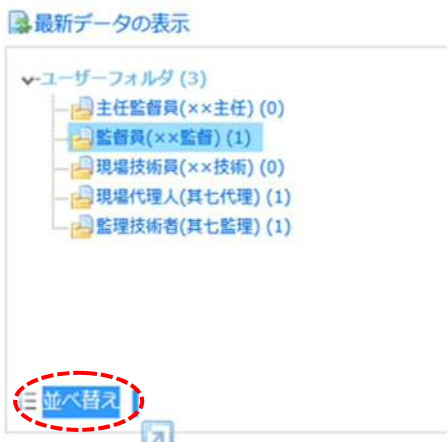 最新データの表示
ユーザーフォルダ (3)
主任監督員(××主任) (0)
監督員(××監督) (1)
現場技術員(××技術) (0)
現場代理人(其七代理) (1)
監理技術者(其七監理) (1)
並べ替え